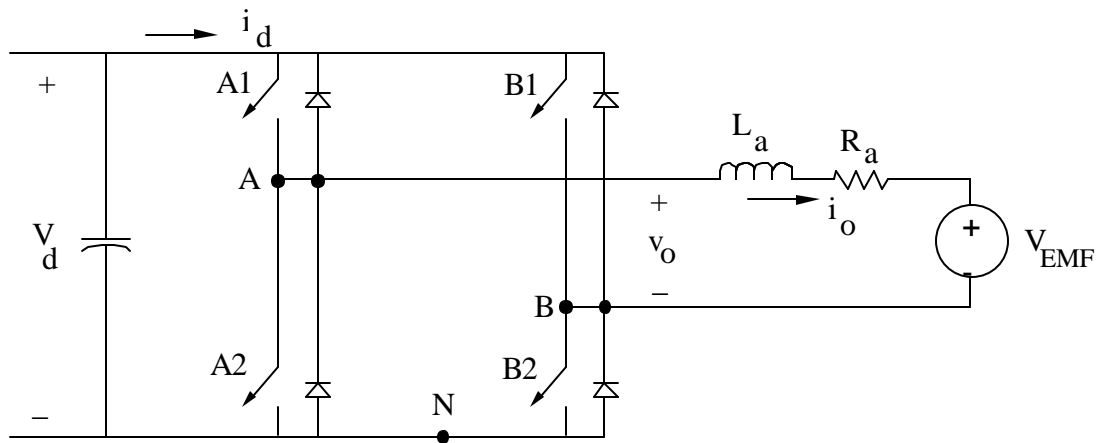 i_d
+
A1
B1
L_a
R_a
A
+
i_o
V_d
v_o
+
V_EMF
-
–
B
A2
B2
–
N